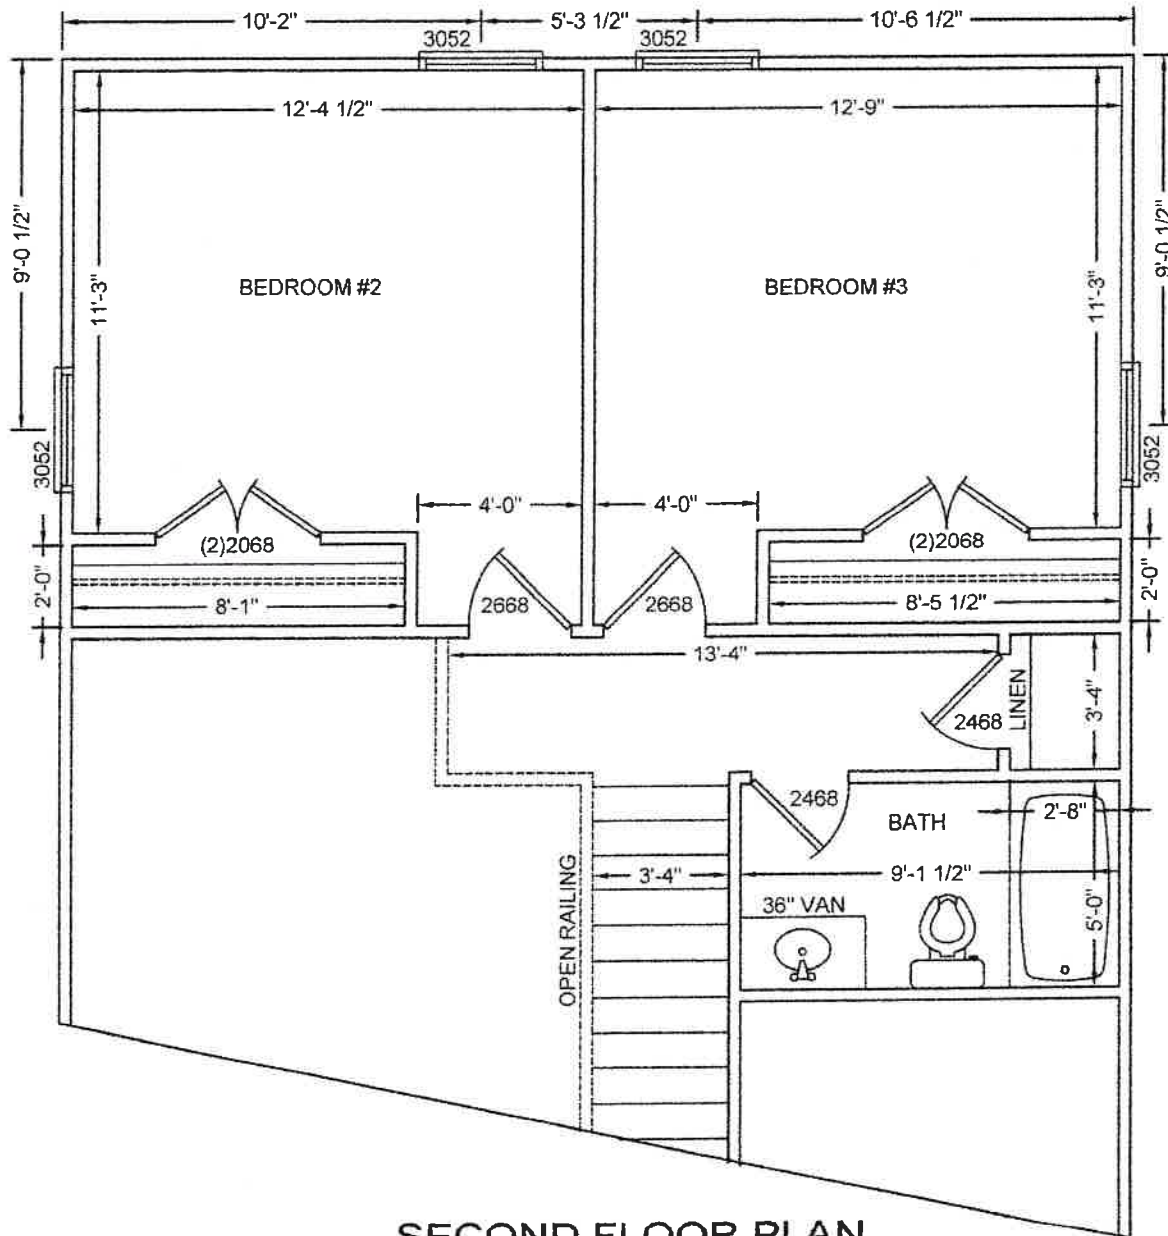 10'-2" 5'-3 1/2" 10'-6 1/2"
3052 3052
12'-4 1/2" 12'-9"
9'-0 1/2" 9'-0 1/2"
11'-3" 11'-3"
BEDROOM #2 BEDROOM #3
3052 3052
4'-0" 4'-0"
(2)2068 (2)2068
2'-0" 2'-0"
8'-1" 2668 2668 8'-5 1/2"
13'-4"
LINEN 3'-4"
2468
2468
BATH 2'-8"
OPEN RAILING 3'-4" 9'-1 1/2"
36" VAN 5'-0"
SECOND FLOOR PLAN